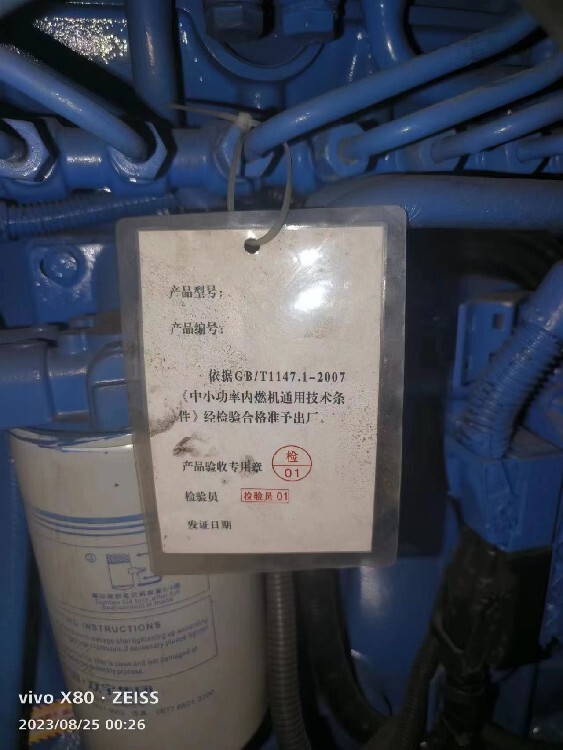 产品型号:
产品编号:
依据GB/T1147.1-2007
《中小功率内燃机通用技术条
件》经检验合格准予出厂。
产品验收专用章
检
01
检验员
检验员 01
发证日期
INSTRUCTIONS
vivo X80 · ZEISS
2023/08/25 00:26